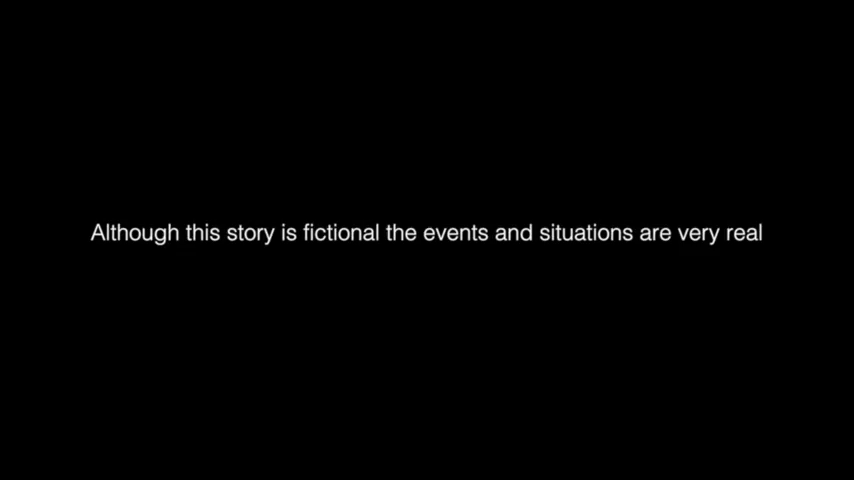 Although this story is fictional the events and situations are very real